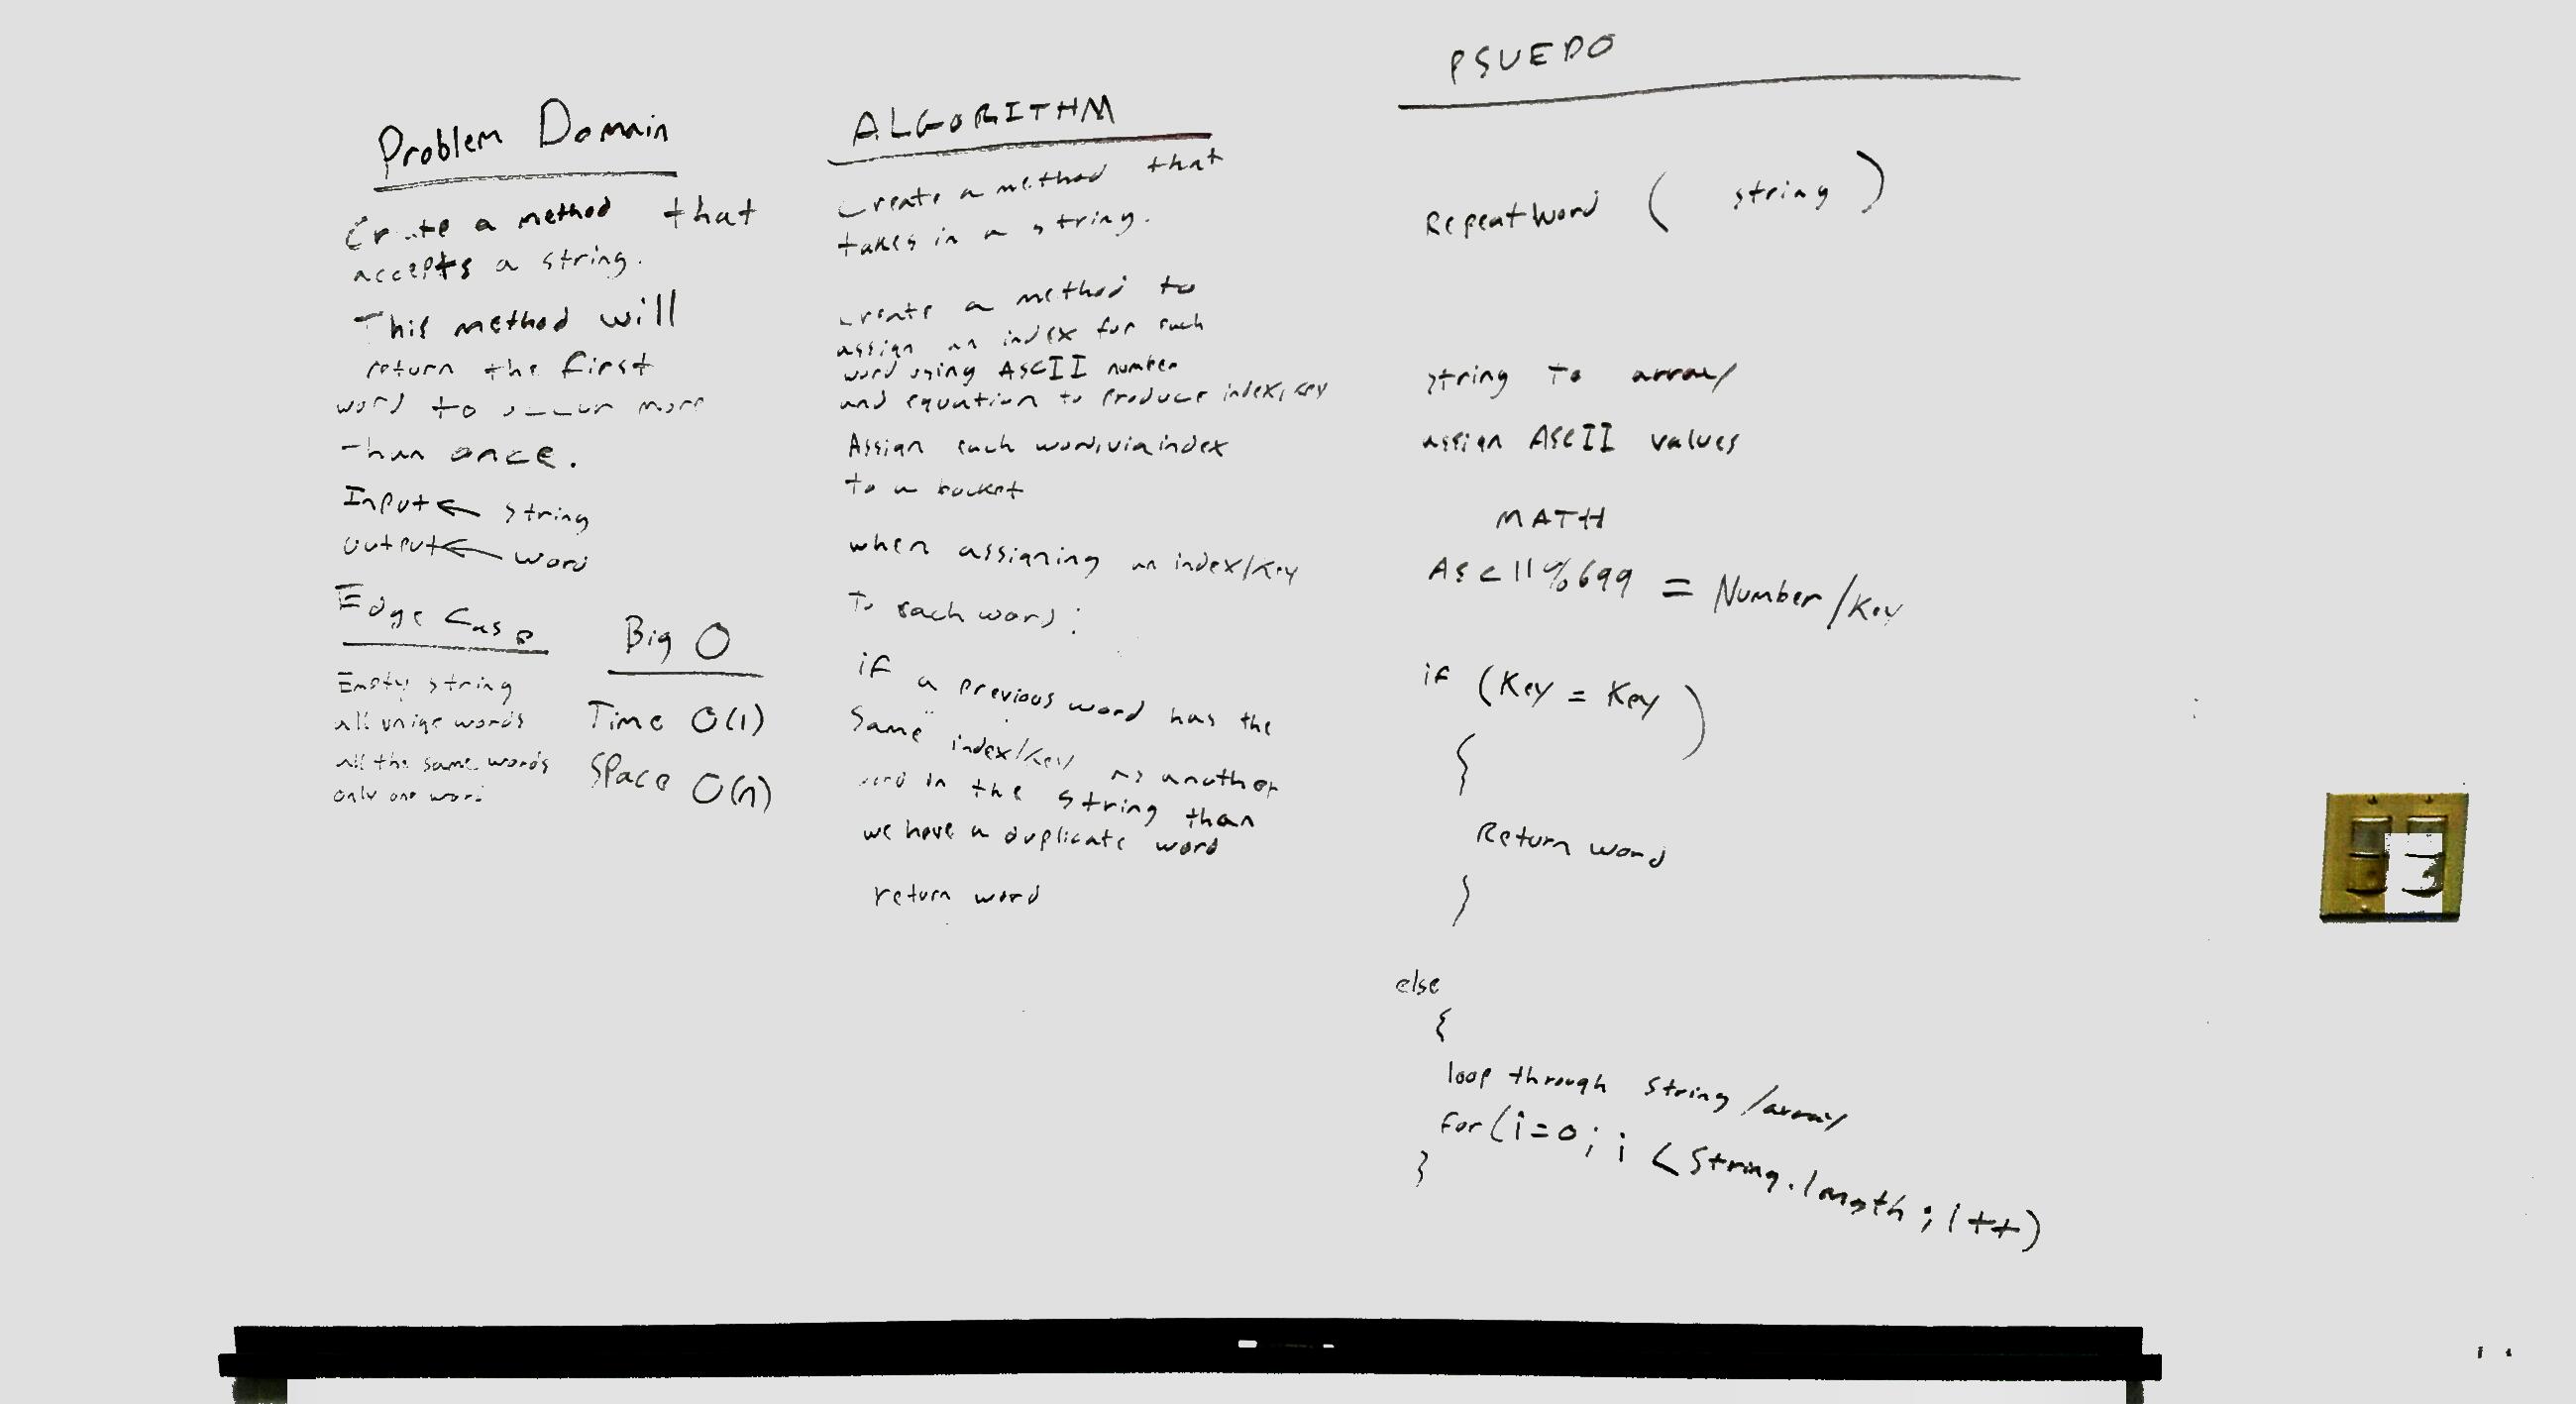 Problem Domain
Create a method that
accepts a string.
This method will
return the first
word to occur more
than once.
Input ← string
output ← word
Edge Case
Empty string
all uniqe words
all the same words
only one word
Big O
Time O(1)
Space O(n)
ALGORITHM
Create a method that
takes in a string.
create a method to
assign an index for each
word using ASCII number
and equation to produce index/key
Assign each word, via index
to a bucket
when assigning an index/key
to each word:
if a previous word has the
same index/key as another
word in the string than
we have a duplicate word
return word
PSUEDO
RepeatWord ( string )
string to array
assign ASCII values
MATH
ASCII % 699 = Number/Key
if (Key = Key)
{
Return word
}
else
{
loop through string/array
for(i=0; i < string.length; i++)
}